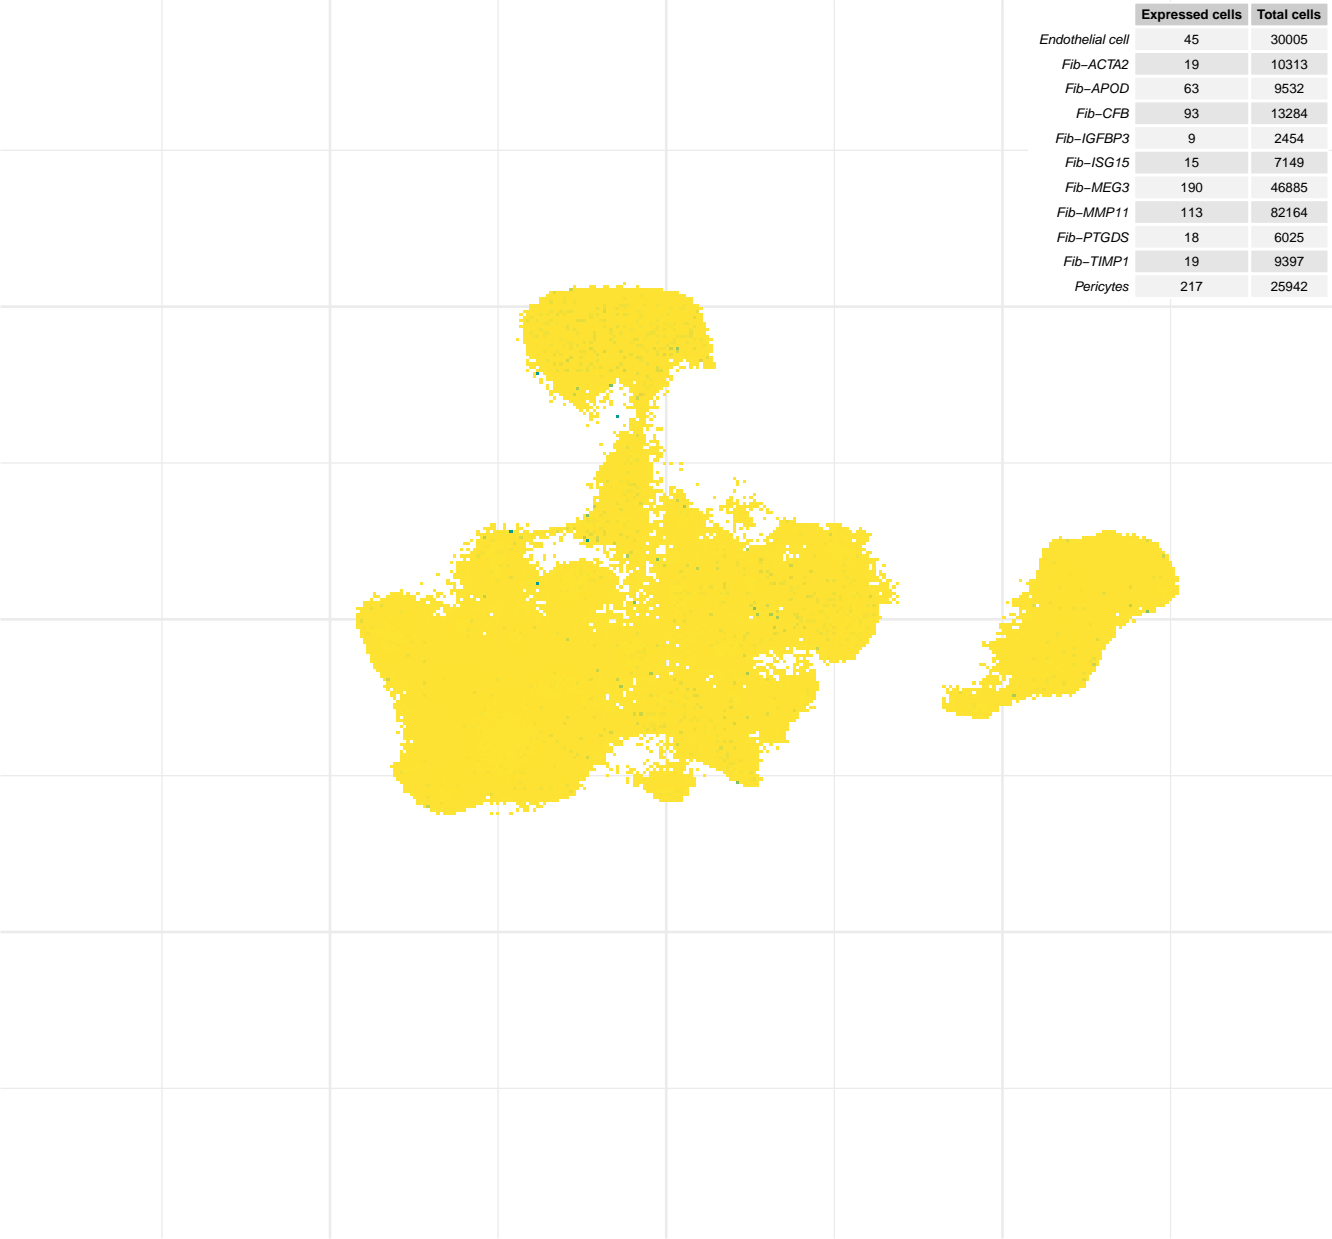 Expressed cells Total cells
Endothelial cell 45 30005
Fib−ACTA2 19 10313
Fib−APOD 63 9532
Fib−CFB 93 13284
Fib−IGFBP3 9 2454
Fib−ISG15 15 7149
Fib−MEG3 190 46885
Fib−MMP11 113 82164
Fib−PTGDS 18 6025
Fib−TIMP1 19 9397
Pericytes 217 25942